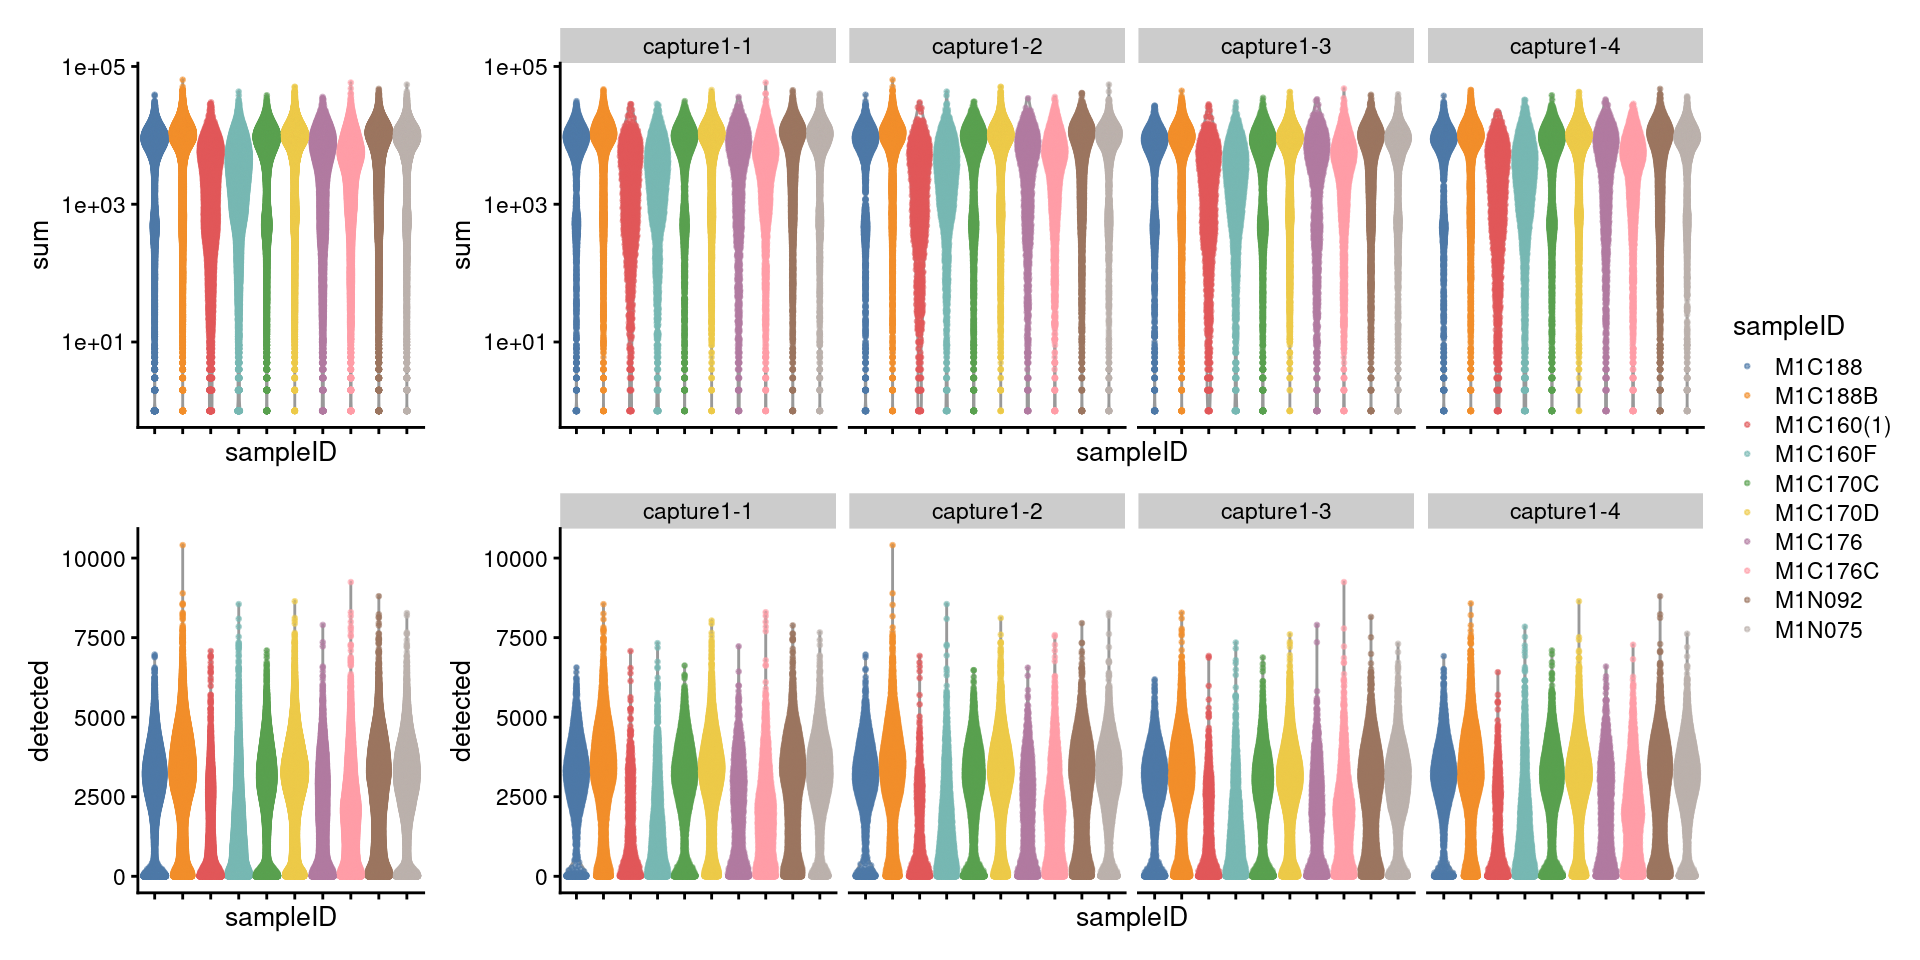 capture1-1 capture1-2 capture1-3 capture1-4
1e+05
1e+03
1e+01
sum
sampleID
1e+05
1e+03
1e+01
sum
sampleID
capture1-1 capture1-2 capture1-3 capture1-4
10000
7500
5000
2500
0
detected
sampleID
10000
7500
5000
2500
0
detected
sampleID
sampleID
M1C188
M1C188B
M1C160(1)
M1C160F
M1C170C
M1C170D
M1C176
M1C176C
M1N092
M1N075